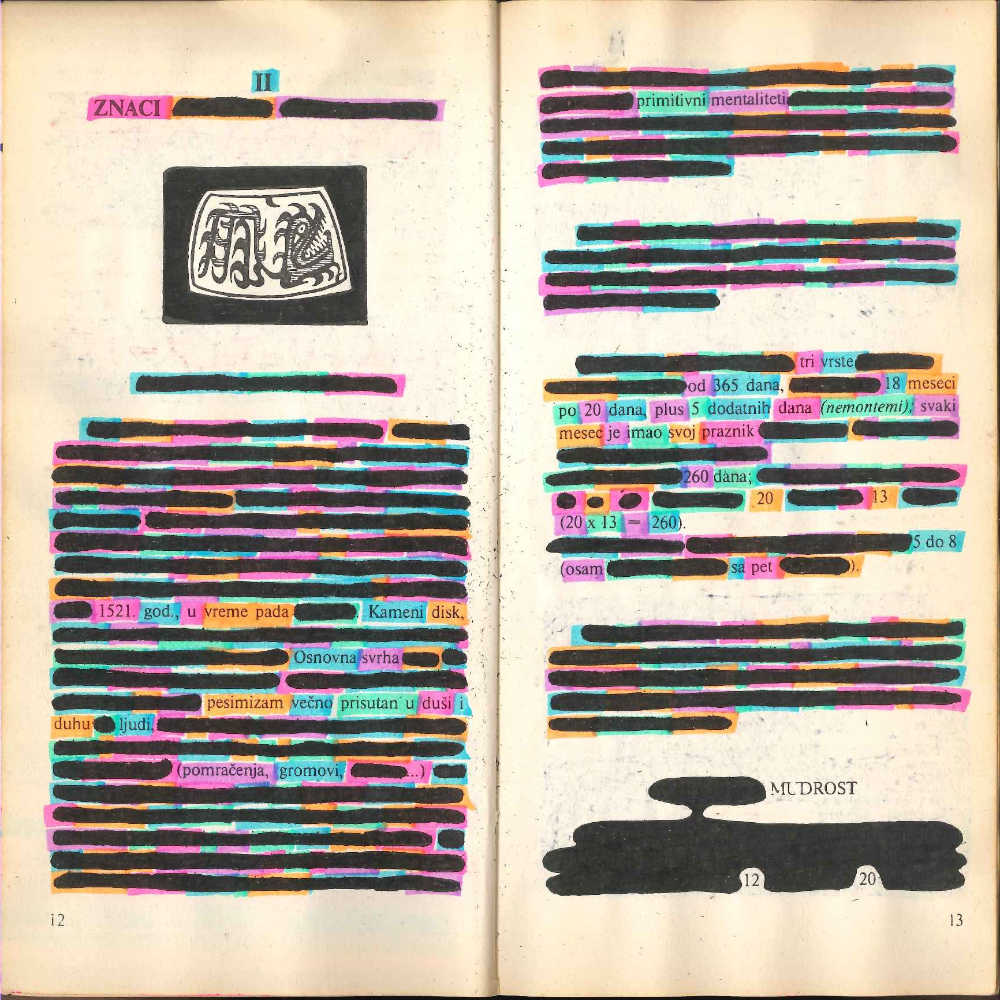 II
ZNACI
1521. god., u vreme pada Kameni disk,
Osnovna svrha
pesimizam večno prisutan u duši i
duhu ljudi.
(pomračenja, gromovi, ...)
12
primitivni mentaliteti
tri vrste
od 365 dana, 18 meseci
po 20 dana, plus 5 dodatnih dana (nemontemi); svaki
mesec je imao svoj praznik
260 dana;
20 13
(20 x 13 = 260).
5 do 8
(osam sa pet ).
MUDROST
12 20
13